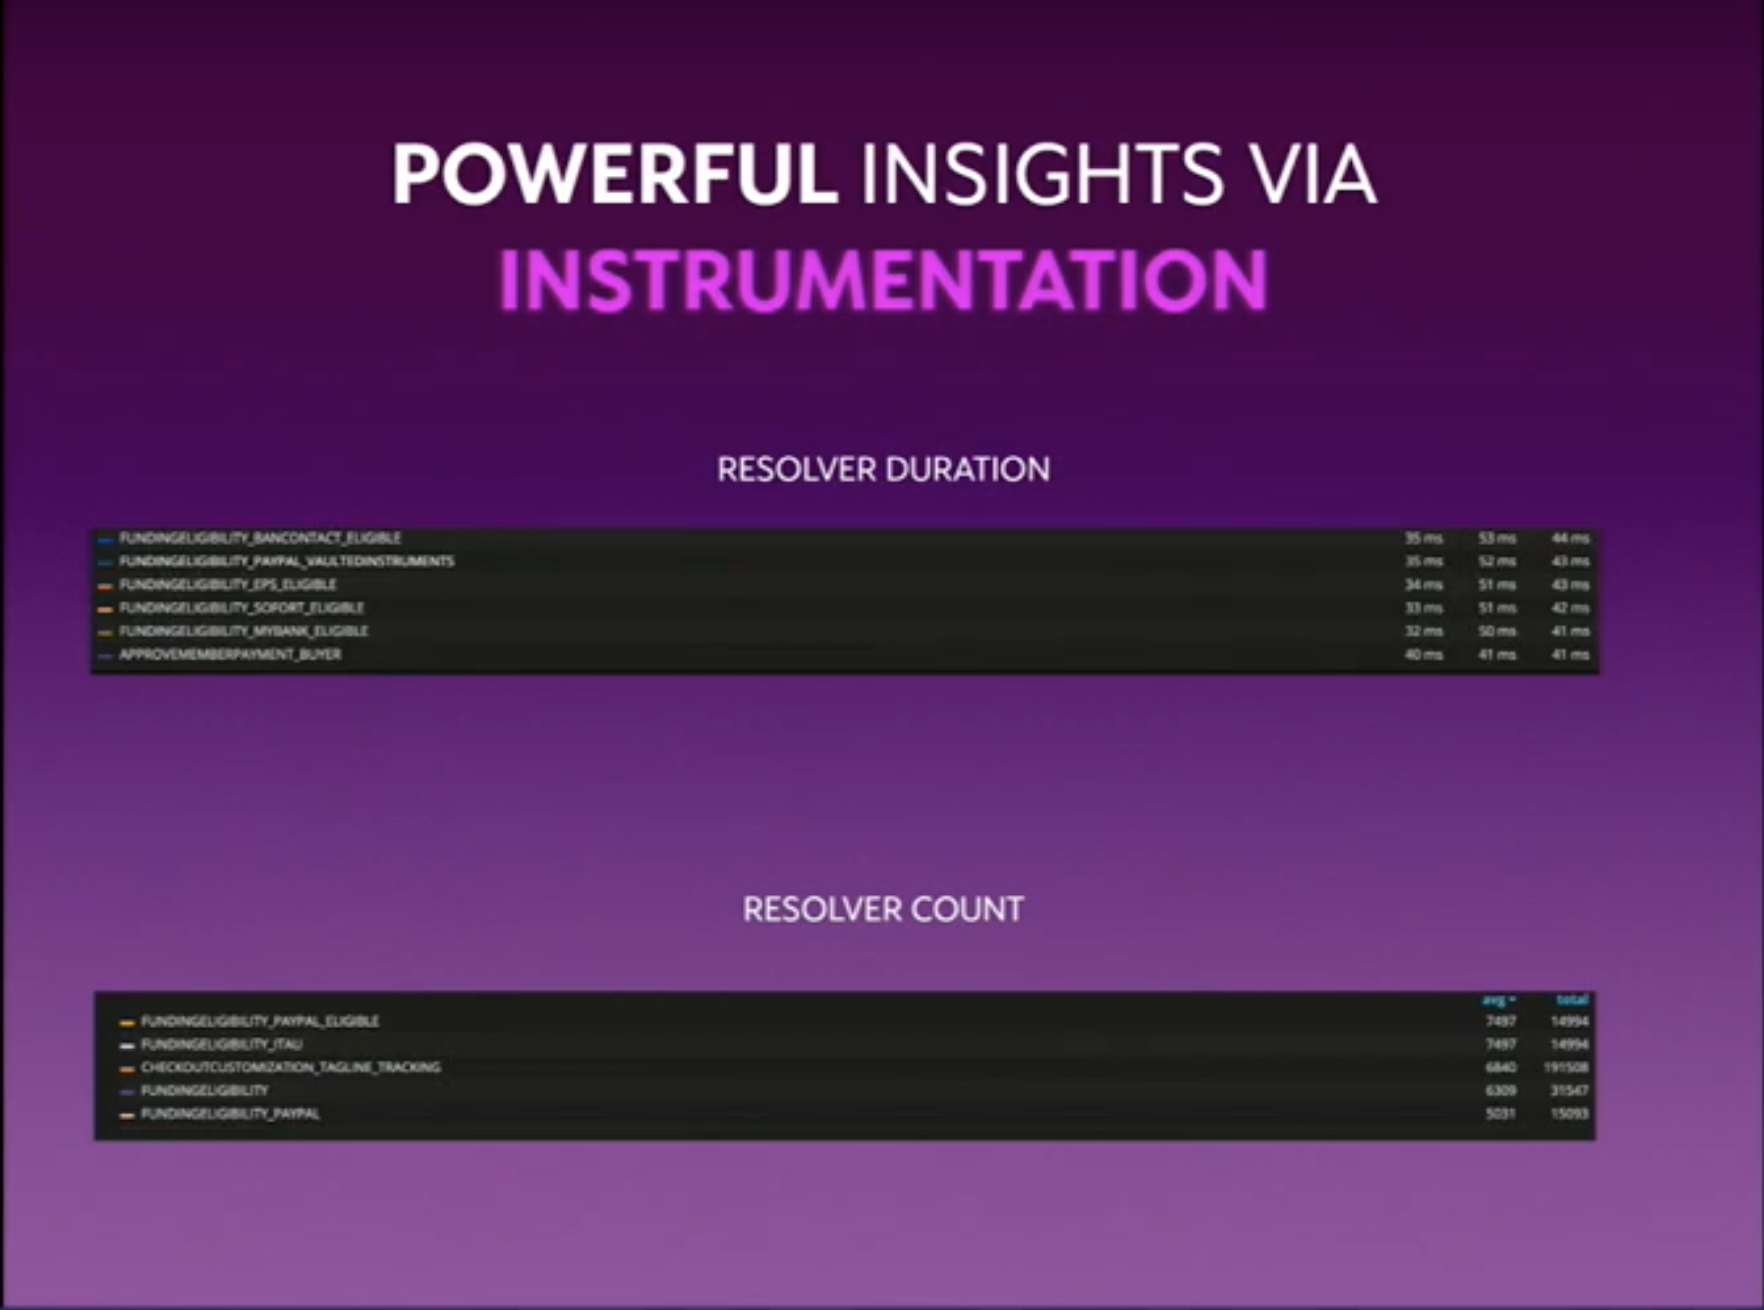 POWERFUL INSIGHTS VIA
INSTRUMENTATION
RESOLVER DURATION
FUNDINGELIGIBILITY_BANCONTACT_ELIGIBLE 35 ms 53 ms 44 ms
FUNDINGELIGIBILITY_PAYPAL_VAULTEDINSTRUMENTS 35 ms 52 ms 43 ms
FUNDINGELIGIBILITY_EPS_ELIGIBLE 34 ms 51 ms 43 ms
FUNDINGELIGIBILITY_SOFORT_ELIGIBLE 33 ms 51 ms 42 ms
FUNDINGELIGIBILITY_MYBANK_ELIGIBLE 32 ms 50 ms 41 ms
APPROVEMEMBERPAYMENT_BUYER 40 ms 41 ms 41 ms
RESOLVER COUNT
avg total
FUNDINGELIGIBILITY_PAYPAL_ELIGIBLE 7497 14994
FUNDINGELIGIBILITY_ITAU 7497 14994
CHECKOUTCUSTOMIZATION_TAGLINE_TRACKING 6840 191508
FUNDINGELIGIBILITY 6309 31547
FUNDINGELIGIBILITY_PAYPAL 5031 15093